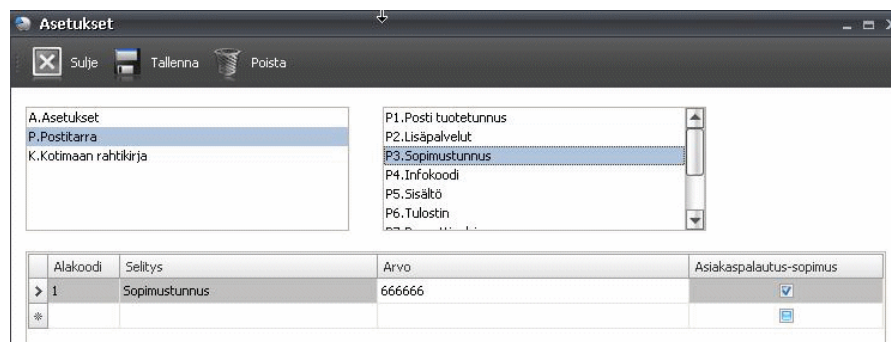 Asetukset
Sulje Tallenna Poista
A.Asetukset
P.Postitarra
K.Kotimaan rahtikirja
P1.Posti tuotetunnus
P2.Lisäpalvelut
P3.Sopimustunnus
P4.Infokoodi
P5.Sisältö
P6.Tulostin
Alakoodi Selitys Arvo Asiakaspalautus-sopimus
1 Sopimustunnus 666666